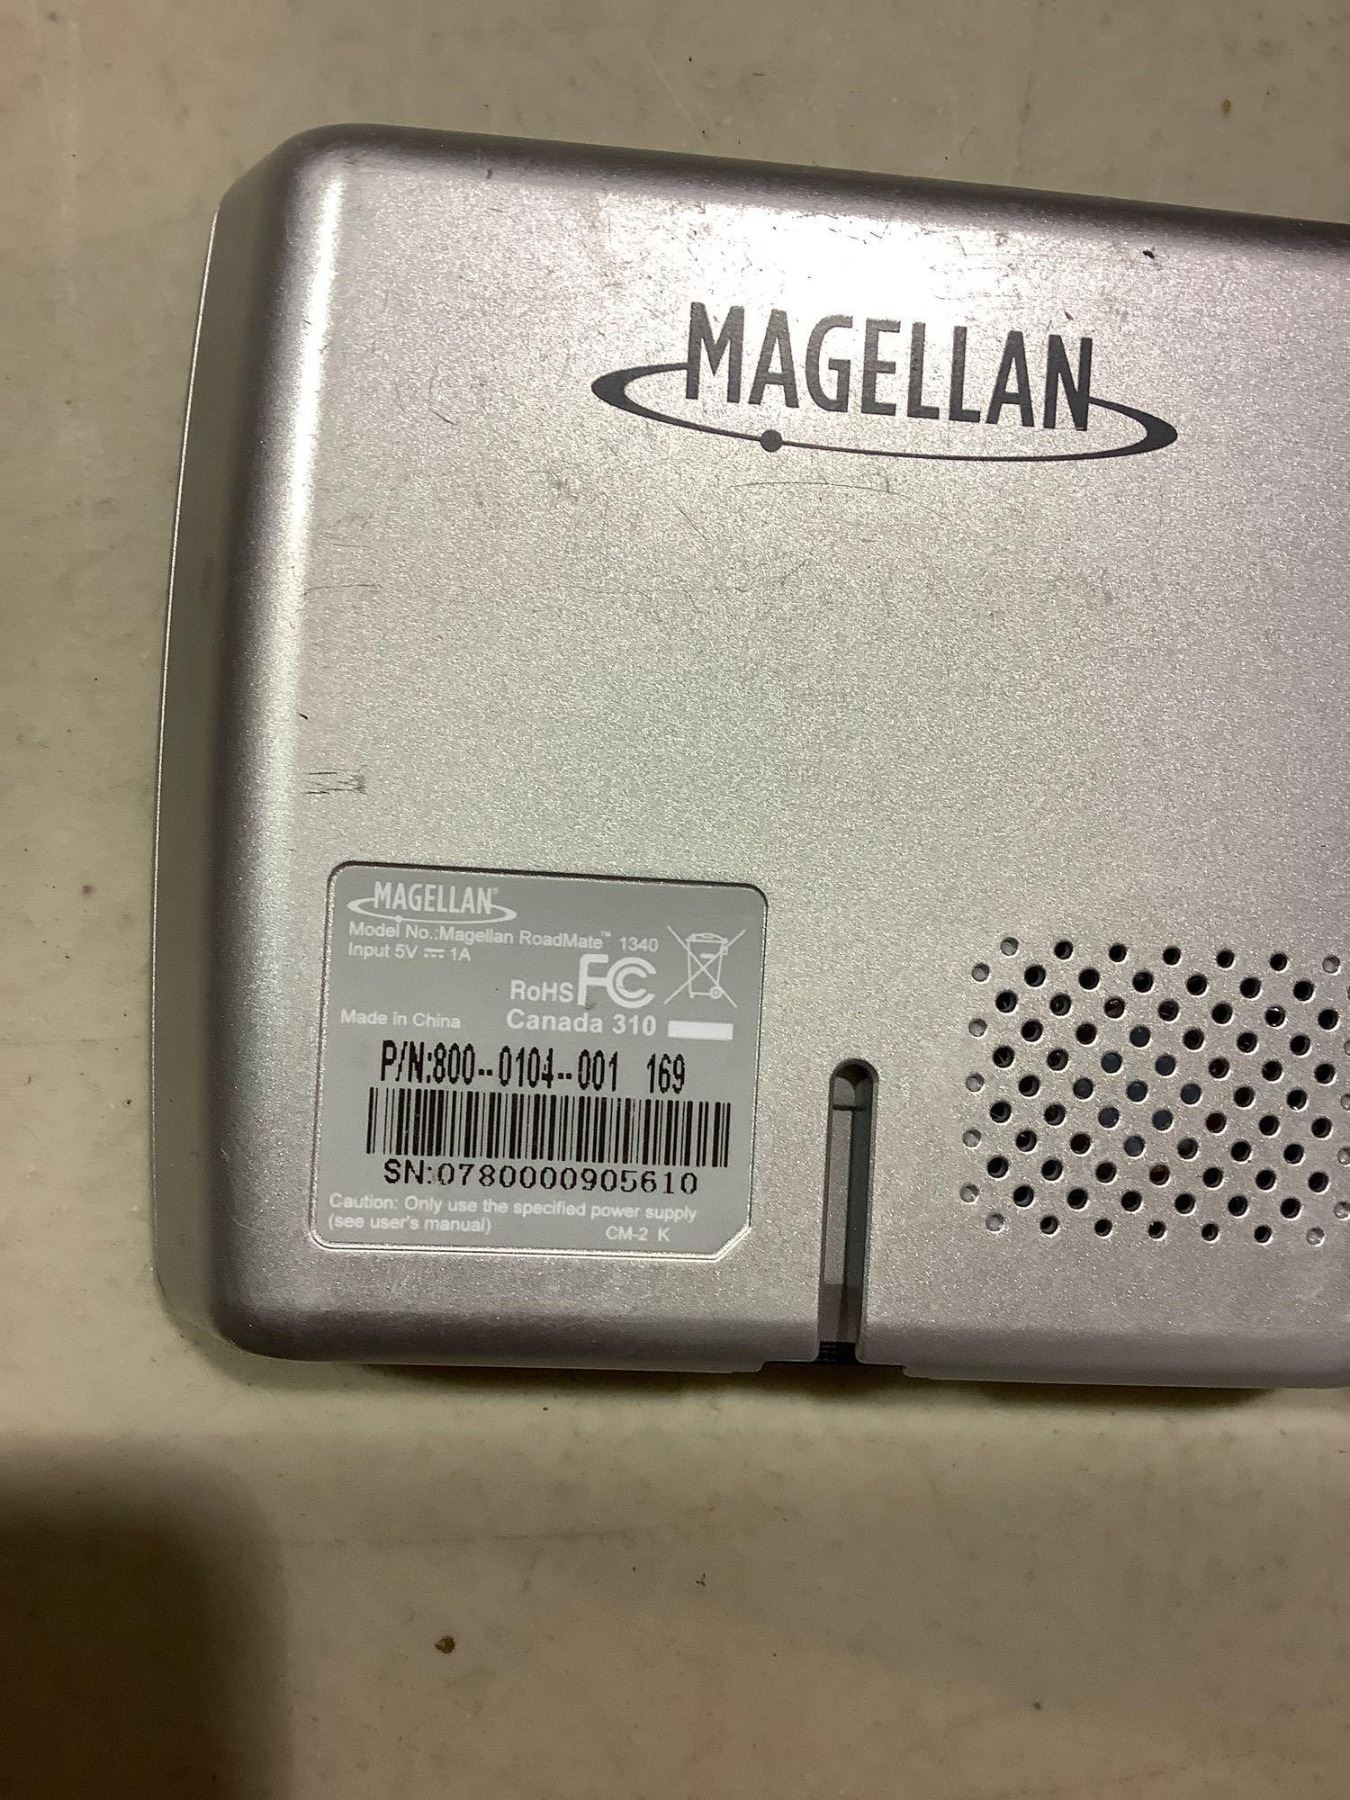 MAGELLAN
MAGELLAN®
Model No.:Magellan RoadMate™ 1340
Input 5V ⎓ 1A
RoHS FC
Made in China Canada 310
P/N:800--0104--001 169
SN:0780000905610
Caution: Only use the specified power supply
(see user's manual) CM-2 K